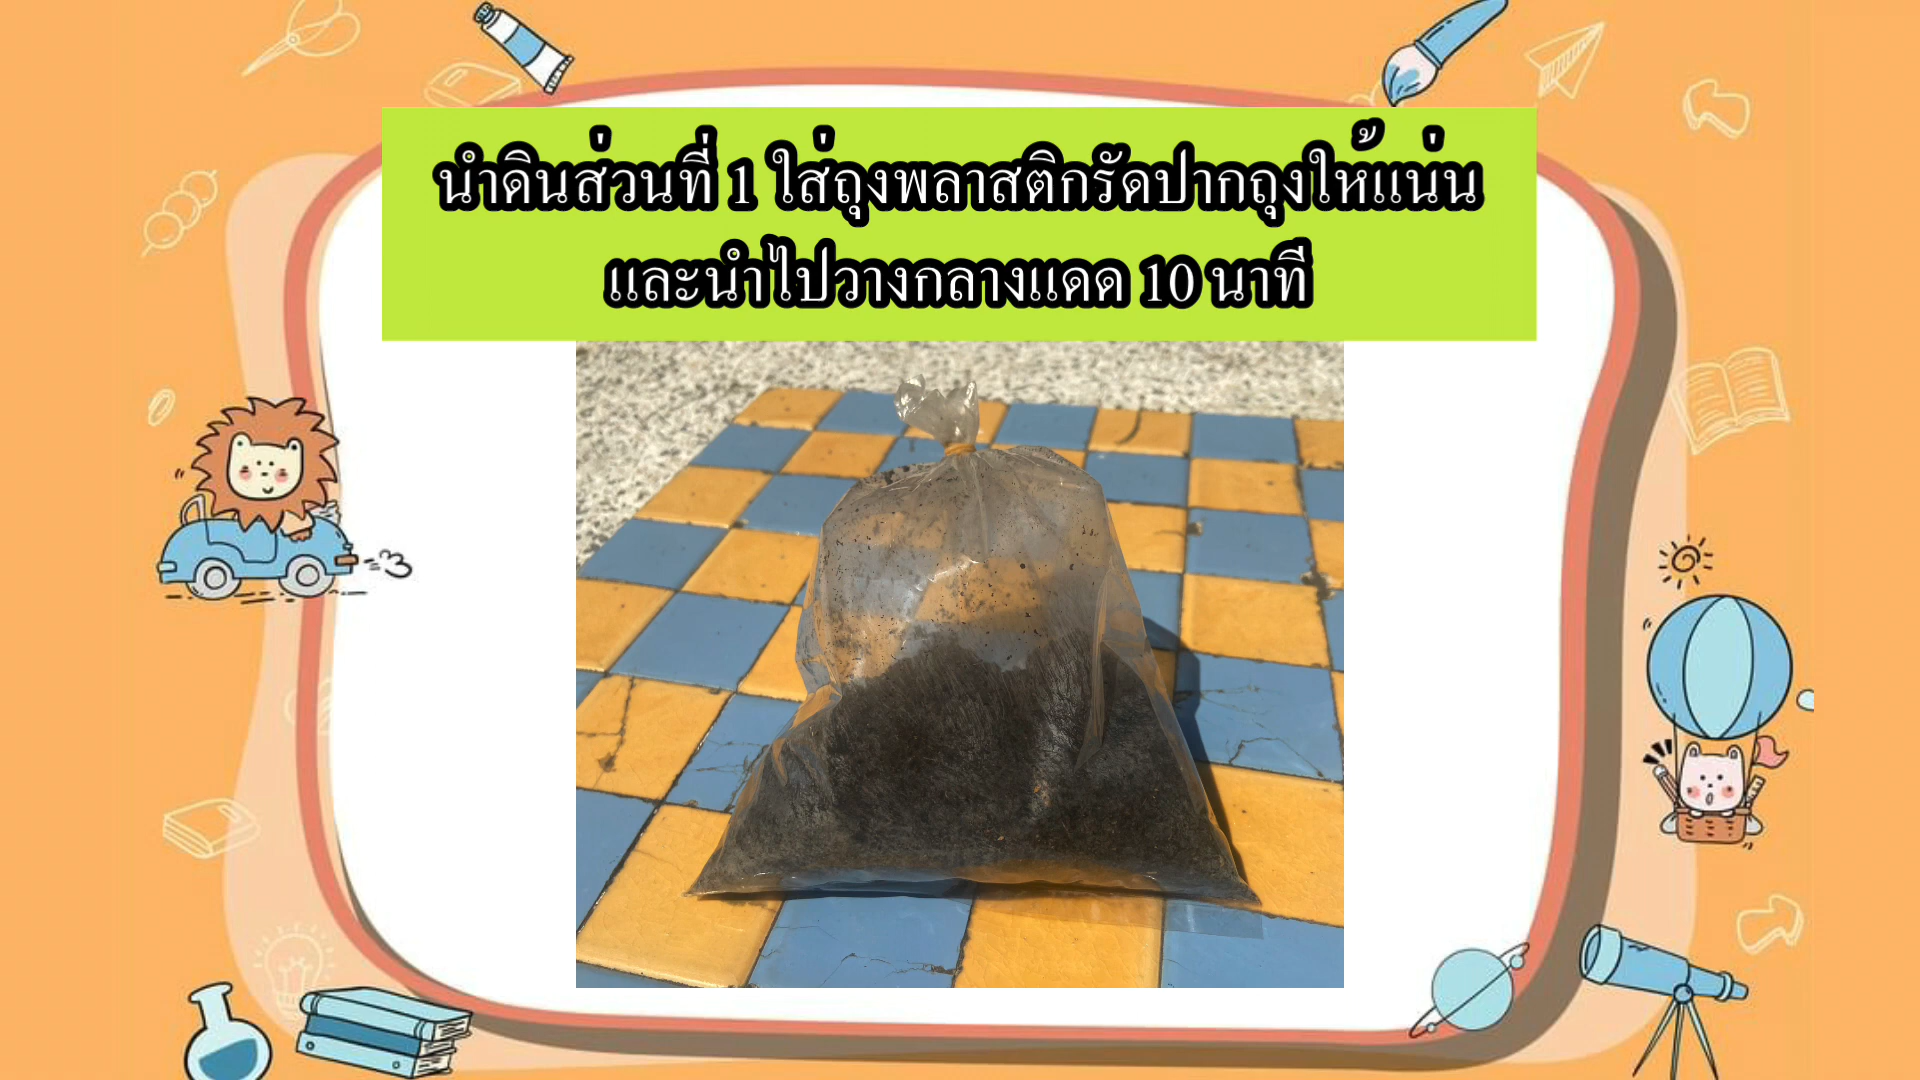 นำดินส่วนที่ 1 ใส่ถุงพลาสติกรัดปากถุงให้แน่น
และนำไปวางกลางแดด 10 นาที